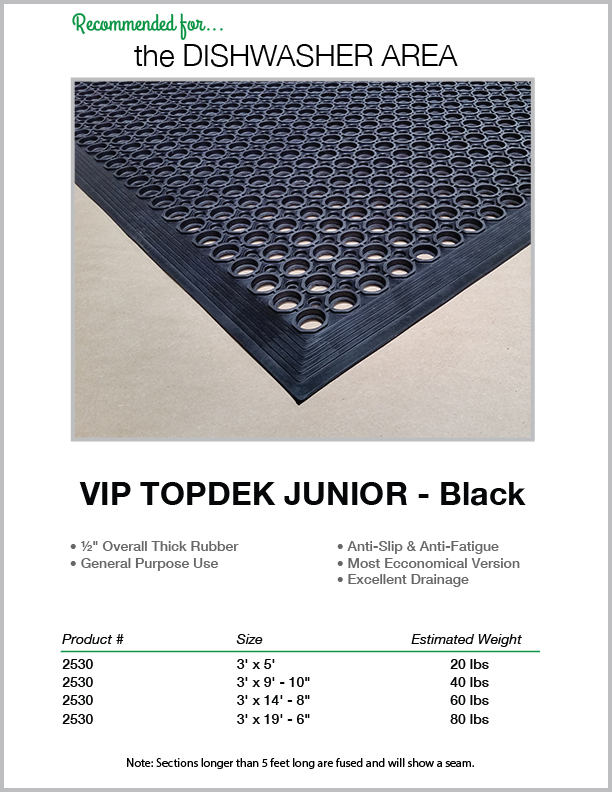 Recommended for...
the DISHWASHER AREA
VIP TOPDEK JUNIOR - Black
• ½" Overall Thick Rubber
• General Purpose Use
• Anti-Slip & Anti-Fatigue
• Most Ecconomical Version
• Excellent Drainage
Product # Size Estimated Weight
2530 3' x 5' 20 lbs
2530 3' x 9' - 10" 40 lbs
2530 3' x 14' - 8" 60 lbs
2530 3' x 19' - 6" 80 lbs
Note: Sections longer than 5 feet long are fused and will show a seam.